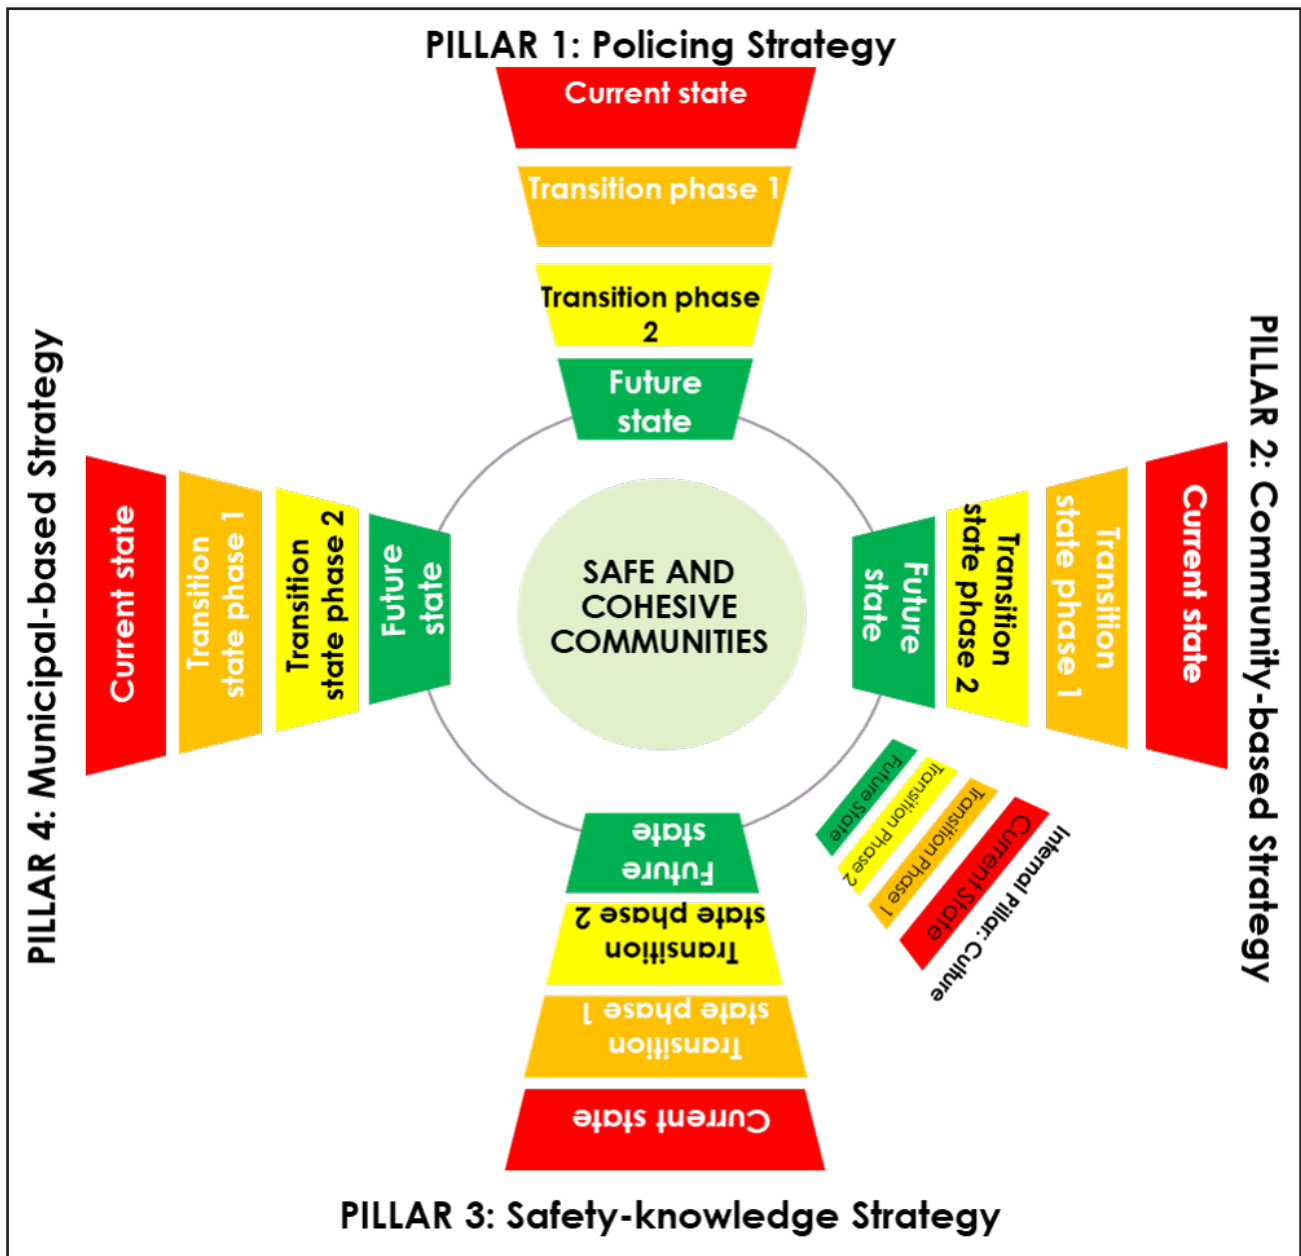 PILLAR 1: Policing Strategy
Current state
Transition phase 1
Transition phase
2
Future
state
PILLAR 2: Community-based Strategy
Current state
Transition
state phase 1
Transition
state phase 2
Future
state
SAFE AND
COHESIVE
COMMUNITIES
PILLAR 4: Municipal-based Strategy
Current state
Transition
state phase 1
Transition
state phase 2
Future
state
Internal Pillar: Culture
Current State
Transition Phase 1
Transition Phase 2
Future State
Current state
Transition
state phase 1
Transition
state phase 2
Future
state
PILLAR 3: Safety-knowledge Strategy